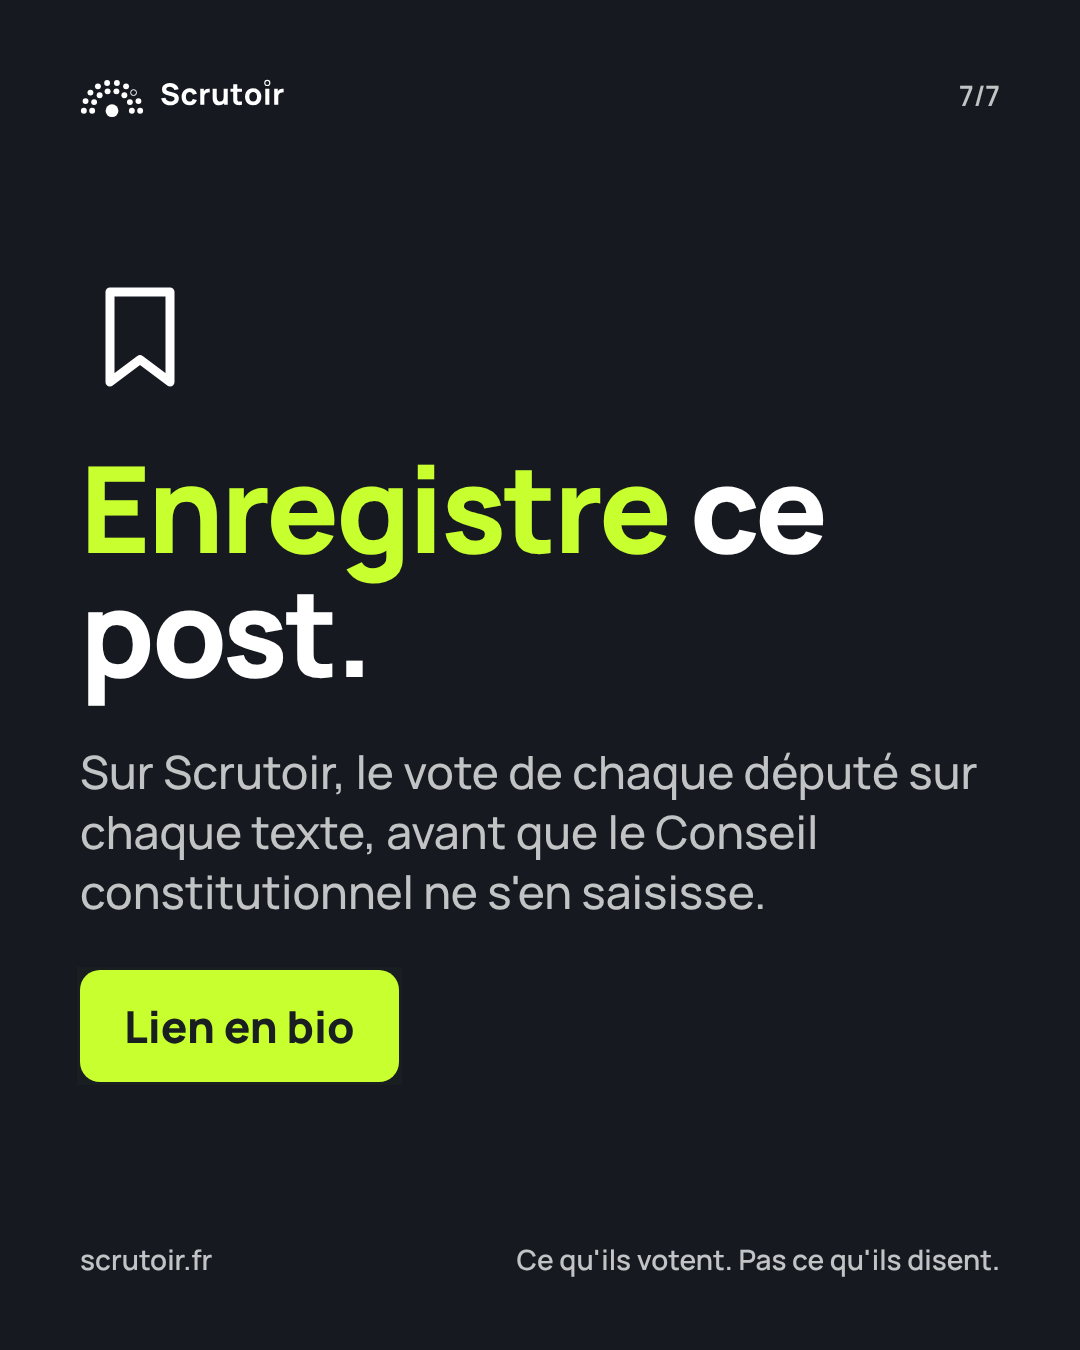 Scrutoir
7/7
Enregistre ce
post.
Sur Scrutoir, le vote de chaque député sur
chaque texte, avant que le Conseil
constitutionnel ne s'en saisisse.
Lien en bio
scrutoir.fr
Ce qu'ils votent. Pas ce qu'ils disent.